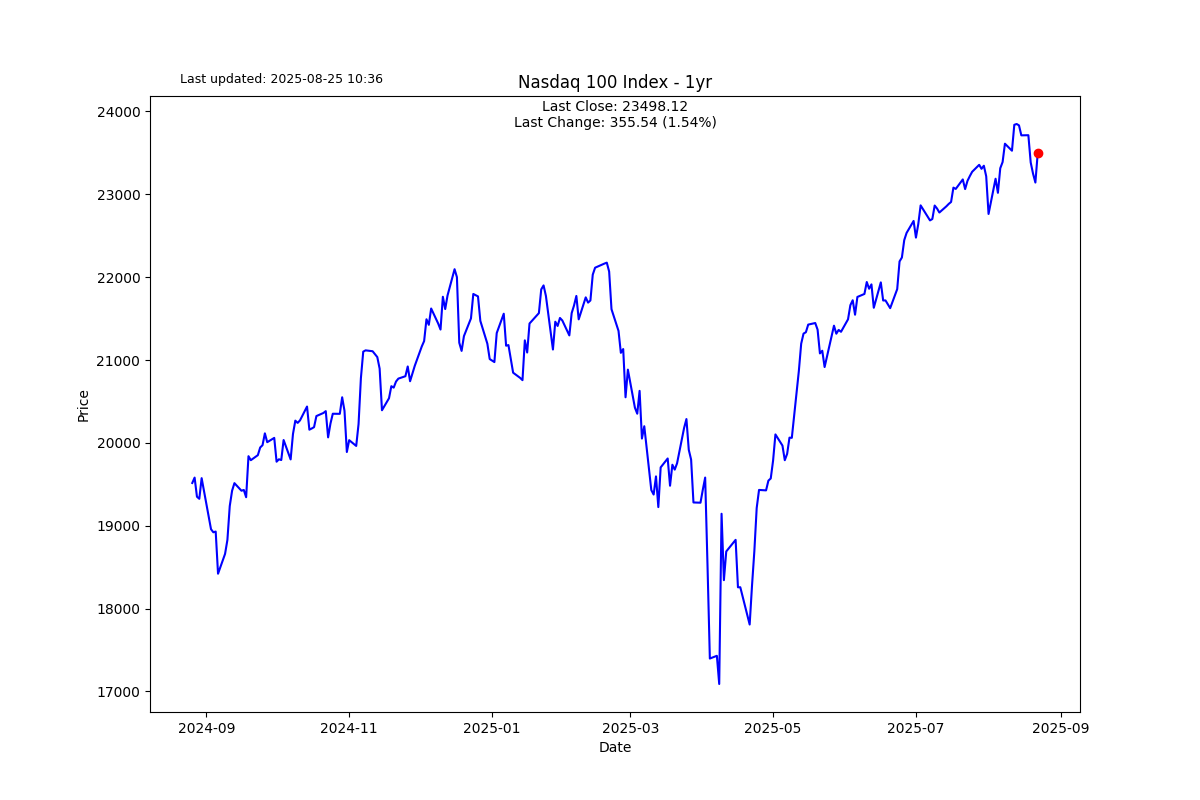 Last updated: 2025-08-25 10:36
Nasdaq 100 Index - 1yr
Last Close: 23498.12
Last Change: 355.54 (1.54%)
Price
24000
23000
22000
21000
20000
19000
18000
17000
2024-09 2024-11 2025-01 2025-03 2025-05 2025-07 2025-09
Date